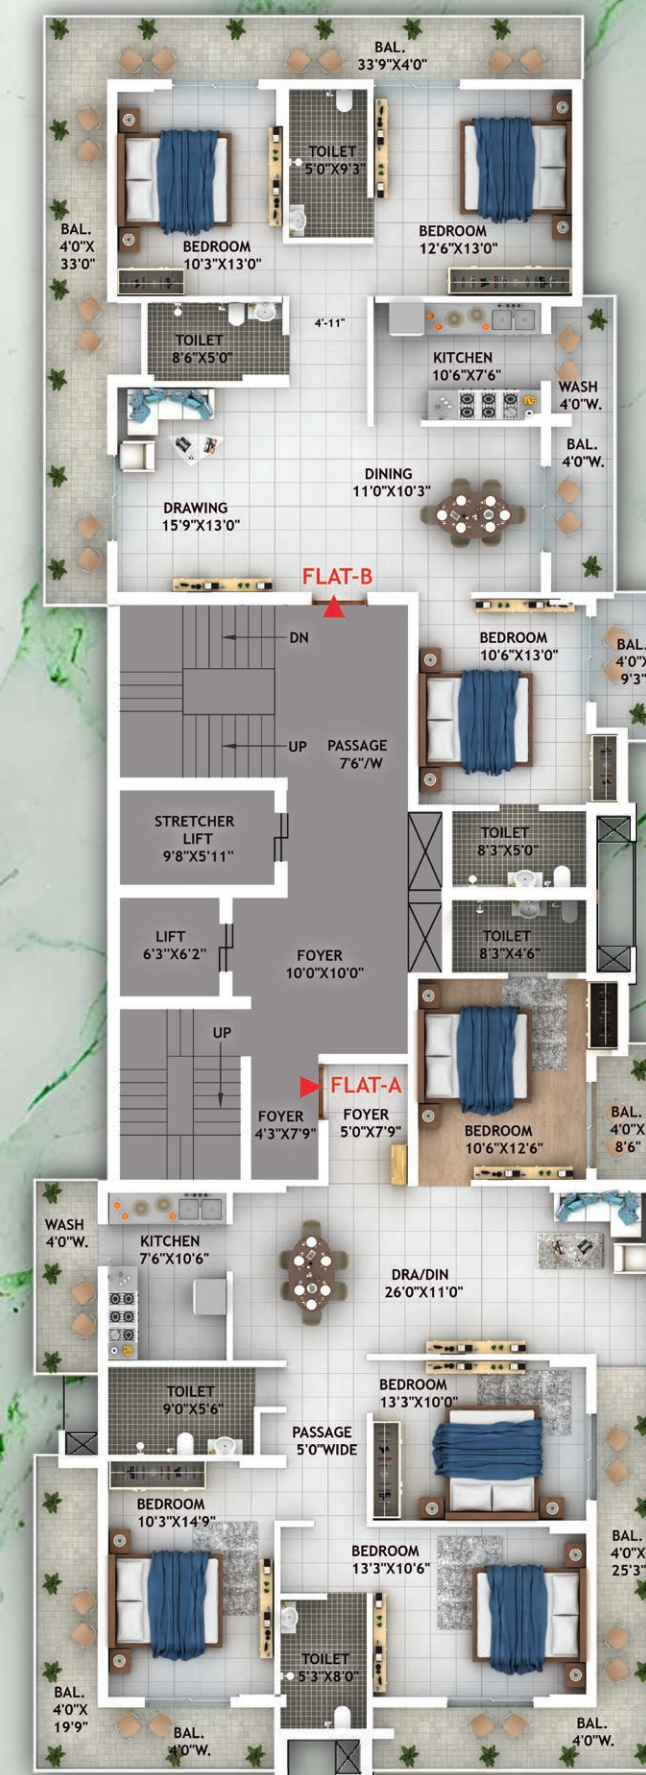 BAL.
33'9"X4'0"
TOILET
5'0"X9'3"
BAL.
4'0"X
33'0"
BEDROOM
10'3"X13'0"
BEDROOM
12'6"X13'0"
4'-11"
TOILET
8'6"X5'0"
KITCHEN
10'6"X7'6"
WASH
4'0"W.
BAL.
4'0"W.
DINING
11'0"X10'3"
DRAWING
15'9"X13'0"
FLAT-B
DN
BEDROOM
10'6"X13'0"
BAL.
4'0"X
9'3"
UP
PASSAGE
7'6"/W
STRETCHER
LIFT
9'8"X5'11"
TOILET
8'3"X5'0"
LIFT
6'3"X6'2"
FOYER
10'0"X10'0"
TOILET
8'3"X4'6"
UP
FLAT-A
FOYER
4'3"X7'9"
FOYER
5'0"X7'9"
BEDROOM
10'6"X12'6"
BAL.
4'0"X
8'6"
WASH
4'0"W.
KITCHEN
7'6"X10'6"
DRA/DIN
26'0"X11'0"
TOILET
9'0"X5'6"
BEDROOM
13'3"X10'0"
PASSAGE
5'0"WIDE
BEDROOM
10'3"X14'9"
BEDROOM
13'3"X10'6"
BAL.
4'0"X
25'3"
TOILET
5'3"X8'0"
BAL.
4'0"X
19'9"
BAL.
4'0"W.
BAL.
4'0"W.